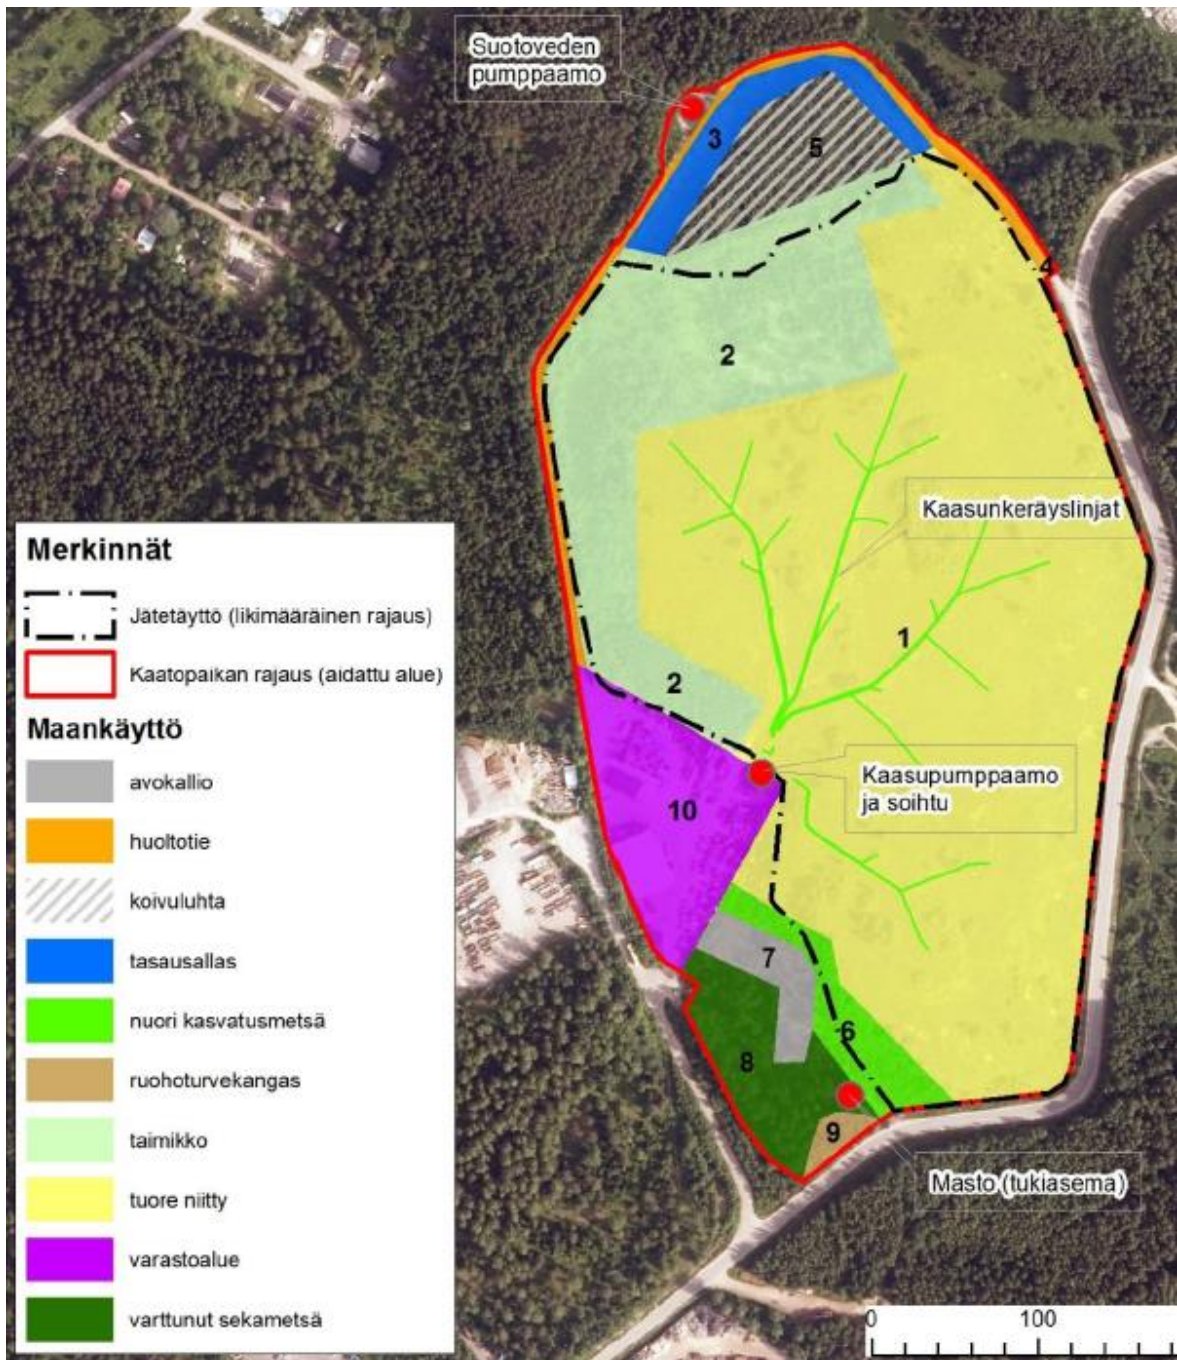 Suotoveden
pumppaamo
3
5
4
2
Kaasunkeräyslinjat
1
2
Kaasupumppaamo
ja soihtu
10
7
6
8
9
Masto (tukiasema)
Merkinnät
Jätetäyttö (likimääräinen rajaus)
Kaatopaikan rajaus (aidattu alue)
Maankäyttö
avokallio
huoltotie
koivuluhta
tasausallas
nuori kasvatusmetsä
ruohoturvekangas
taimikko
tuore niitty
varastoalue
varttunut sekametsä
0 100